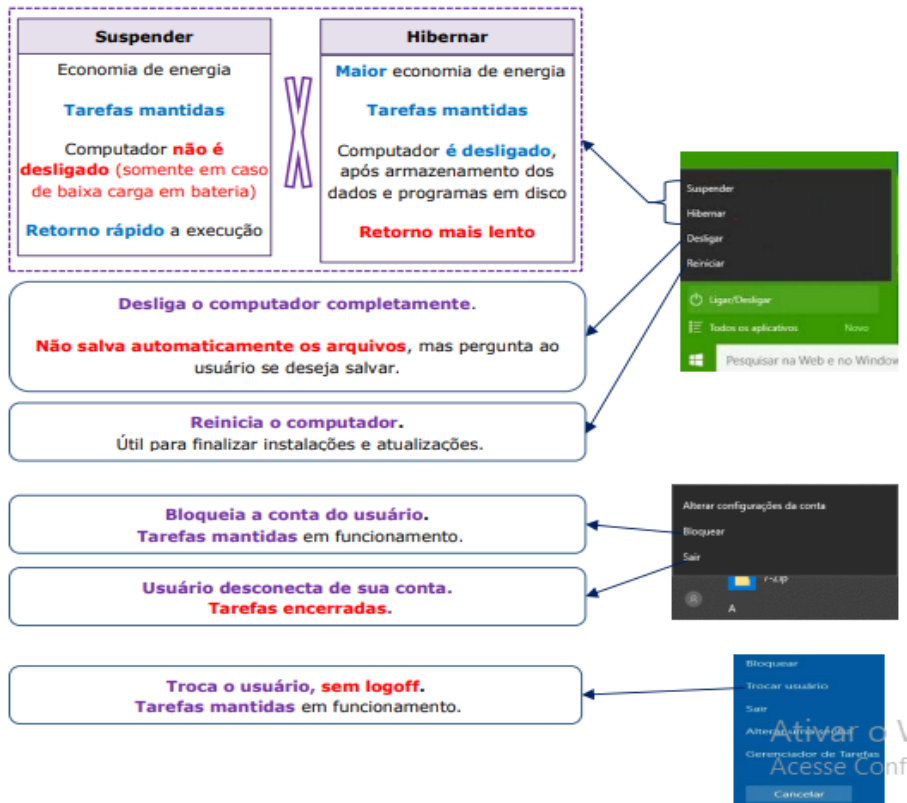 Suspender
Economia de energia
Tarefas mantidas
Computador não é
desligado (somente em caso
de baixa carga em bateria)
Retorno rápido a execução
X
Hibernar
Maior economia de energia
Tarefas mantidas
Computador é desligado,
após armazenamento dos
dados e programas em disco
Retorno mais lento
Suspender
Hibernar
Desligar
Reiniciar
Ligar/Desligar
Todos os aplicativos Novo
Pesquisar na Web e no Window
Desliga o computador completamente.
Não salva automaticamente os arquivos, mas pergunta ao
usuário se deseja salvar.
Reinicia o computador.
Útil para finalizar instalações e atualizações.
Bloqueia a conta do usuário.
Tarefas mantidas em funcionamento.
Usuário desconecta de sua conta.
Tarefas encerradas.
Alterar configurações da conta
Bloquear
Sair
7-Zip
R
A
Troca o usuário, sem logoff.
Tarefas mantidas em funcionamento.
Bloquear
Trocar usuário
Sair
Alterar uma senha
Gerenciador de Tarefas
Cancelar
Ativar o W
Acesse Conf